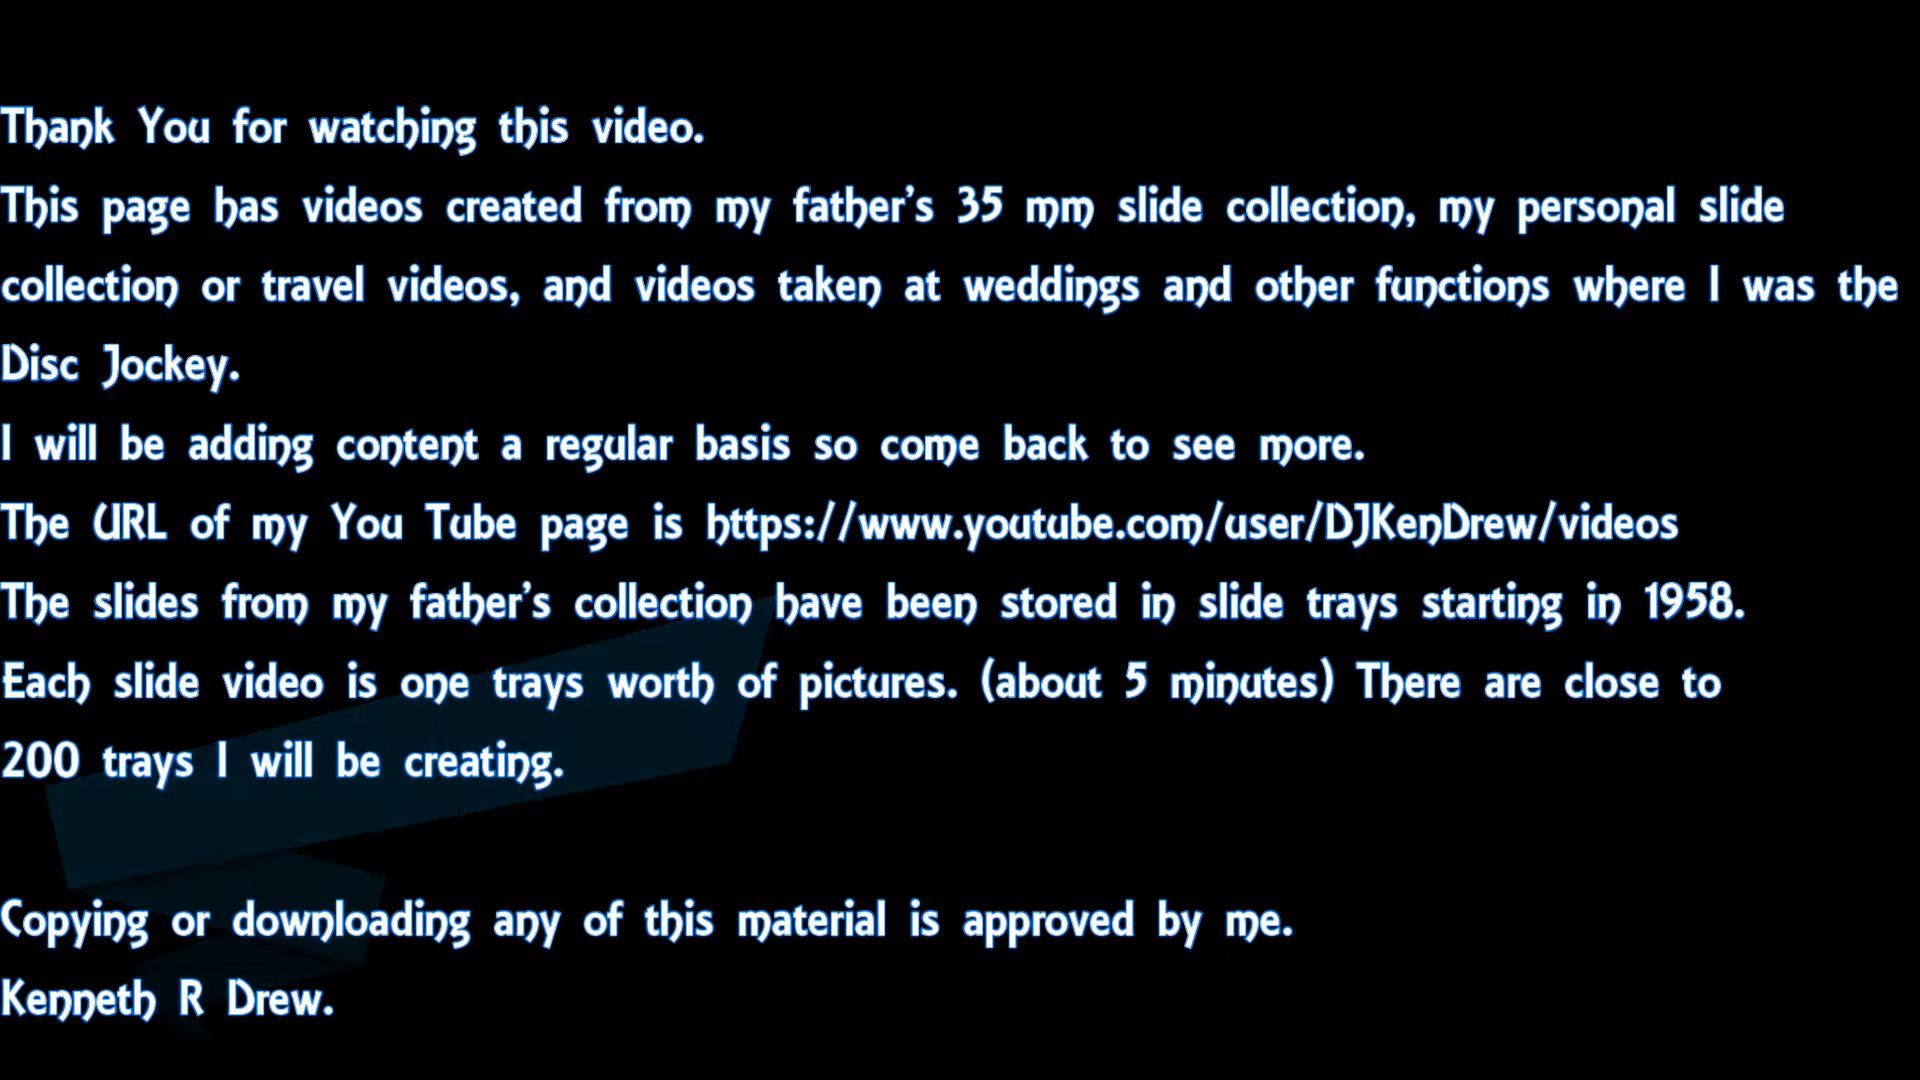 Thank You for watching this video.
This page has videos created from my father's 35 mm slide collection, my personal slide
collection or travel videos, and videos taken at weddings and other functions where I was the
Disc Jockey.
I will be adding content a regular basis so come back to see more.
The URL of my You Tube page is https://www.youtube.com/user/DJKenDrew/videos
The slides from my father's collection have been stored in slide trays starting in 1958.
Each slide video is one trays worth of pictures. (about 5 minutes) There are close to
200 trays I will be creating.
Copying or downloading any of this material is approved by me.
Kenneth R Drew.